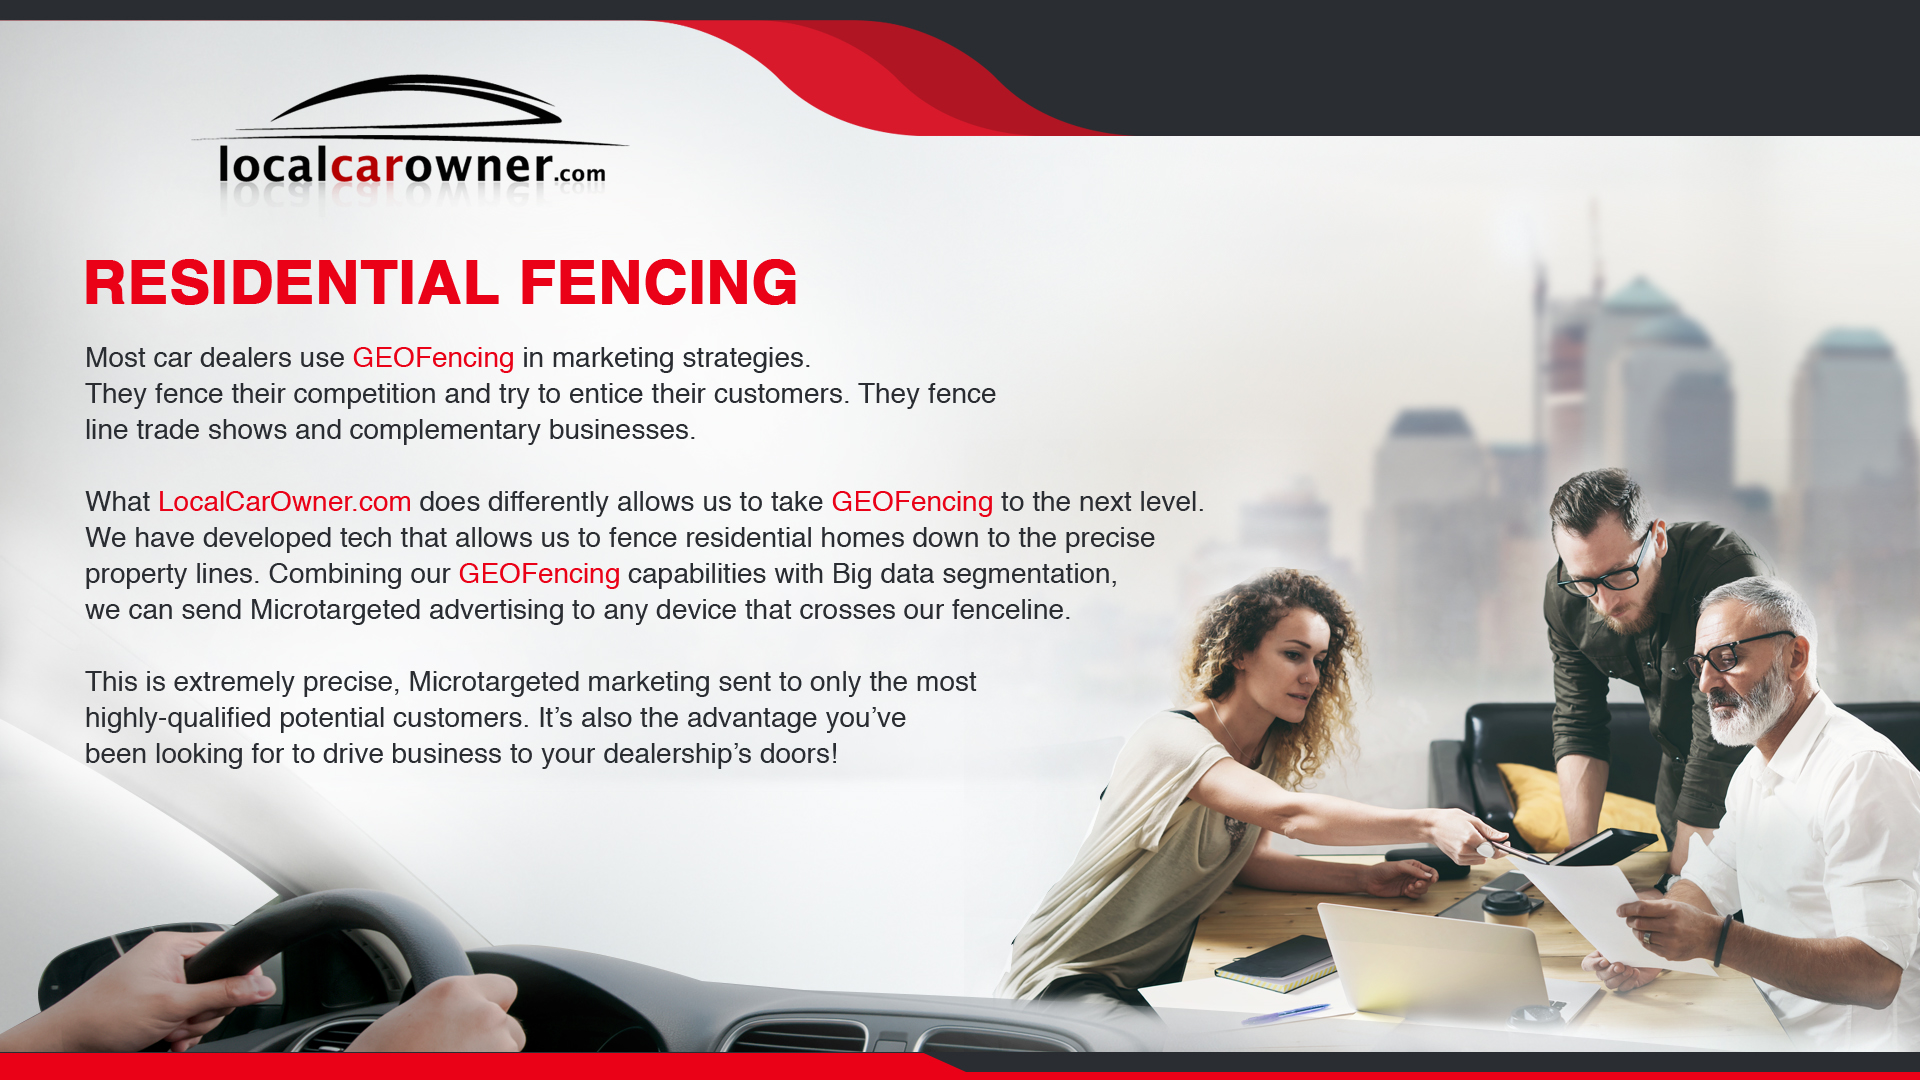 localcarowner.com
RESIDENTIAL FENCING
Most car dealers use GEOFencing in marketing strategies.
They fence their competition and try to entice their customers. They fence
line trade shows and complementary businesses.
What LocalCarOwner.com does differently allows us to take GEOFencing to the next level.
We have developed tech that allows us to fence residential homes down to the precise
property lines. Combining our GEOFencing capabilities with Big data segmentation,
we can send Microtargeted advertising to any device that crosses our fenceline.
This is extremely precise, Microtargeted marketing sent to only the most
highly-qualified potential customers. It’s also the advantage you’ve
been looking for to drive business to your dealership’s doors!